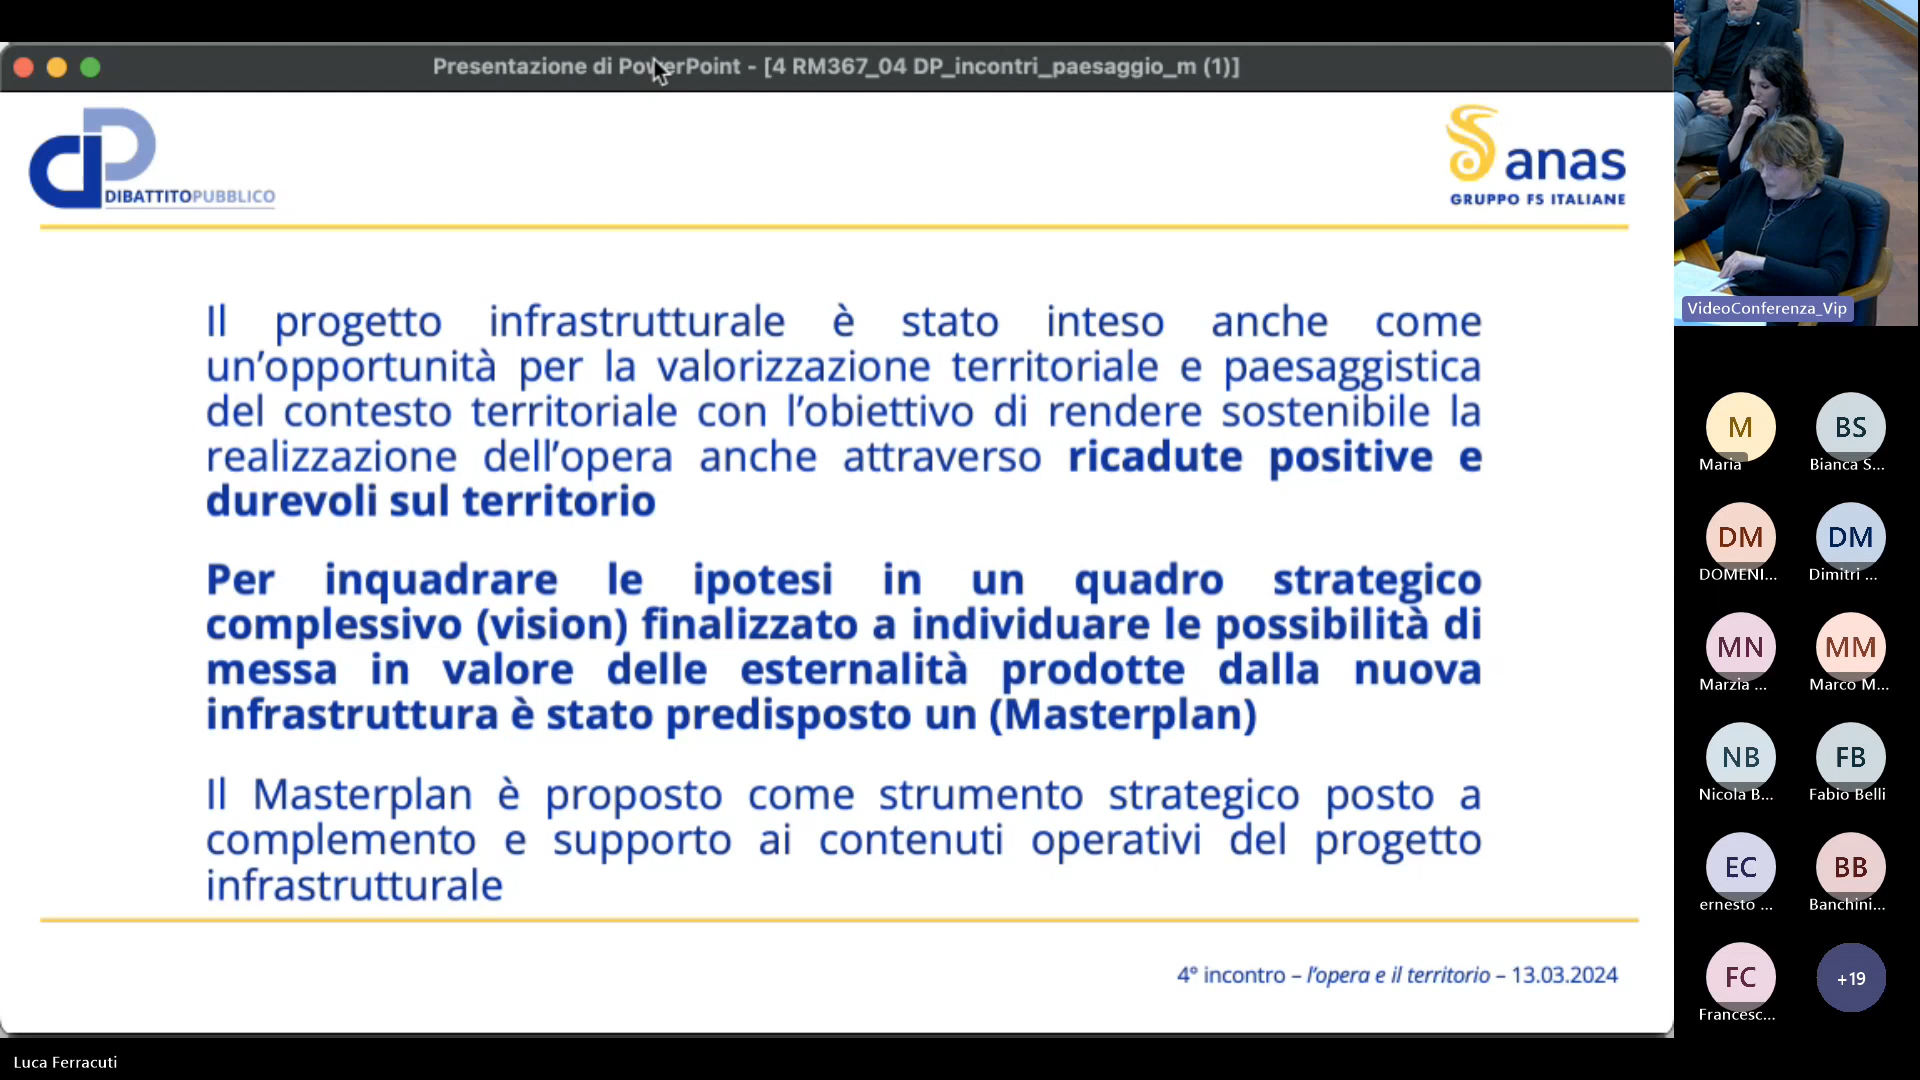 Presentazione di PowerPoint - [4 RM367_04 DP_incontri_paesaggio_m (1)]
DIBATTITOPUBBLICO
anas
GRUPPO FS ITALIANE
Il progetto infrastrutturale è stato inteso anche come
un’opportunità per la valorizzazione territoriale e paesaggistica
del contesto territoriale con l’obiettivo di rendere sostenibile la
realizzazione dell’opera anche attraverso ricadute positive e
durevoli sul territorio
Per inquadrare le ipotesi in un quadro strategico
complessivo (vision) finalizzato a individuare le possibilità di
messa in valore delle esternalità prodotte dalla nuova
infrastruttura è stato predisposto un (Masterplan)
Il Masterplan è proposto come strumento strategico posto a
complemento e supporto ai contenuti operativi del progetto
infrastrutturale
4° incontro – l’opera e il territorio – 13.03.2024
Luca Ferracuti
VideoConferenza_Vip
M
Maria
BS
Bianca S...
DM
DOMENI...
DM
Dimitri ...
MN
Marzia ...
MM
Marco M...
NB
Nicola B...
FB
Fabio Belli
EC
ernesto ...
BB
Banchini...
FC
Francesc...
+19